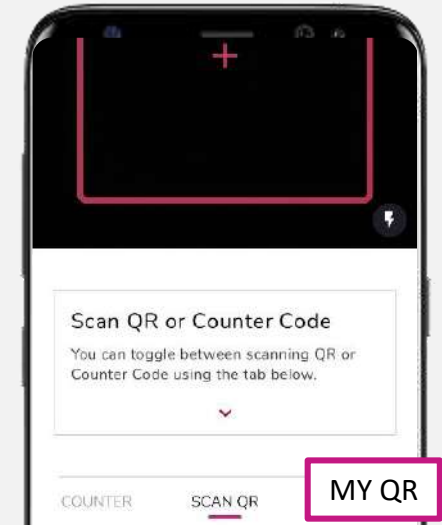 Scan QR or Counter Code
You can toggle between scanning QR or
Counter Code using the tab below.
COUNTER SCAN QR MY QR